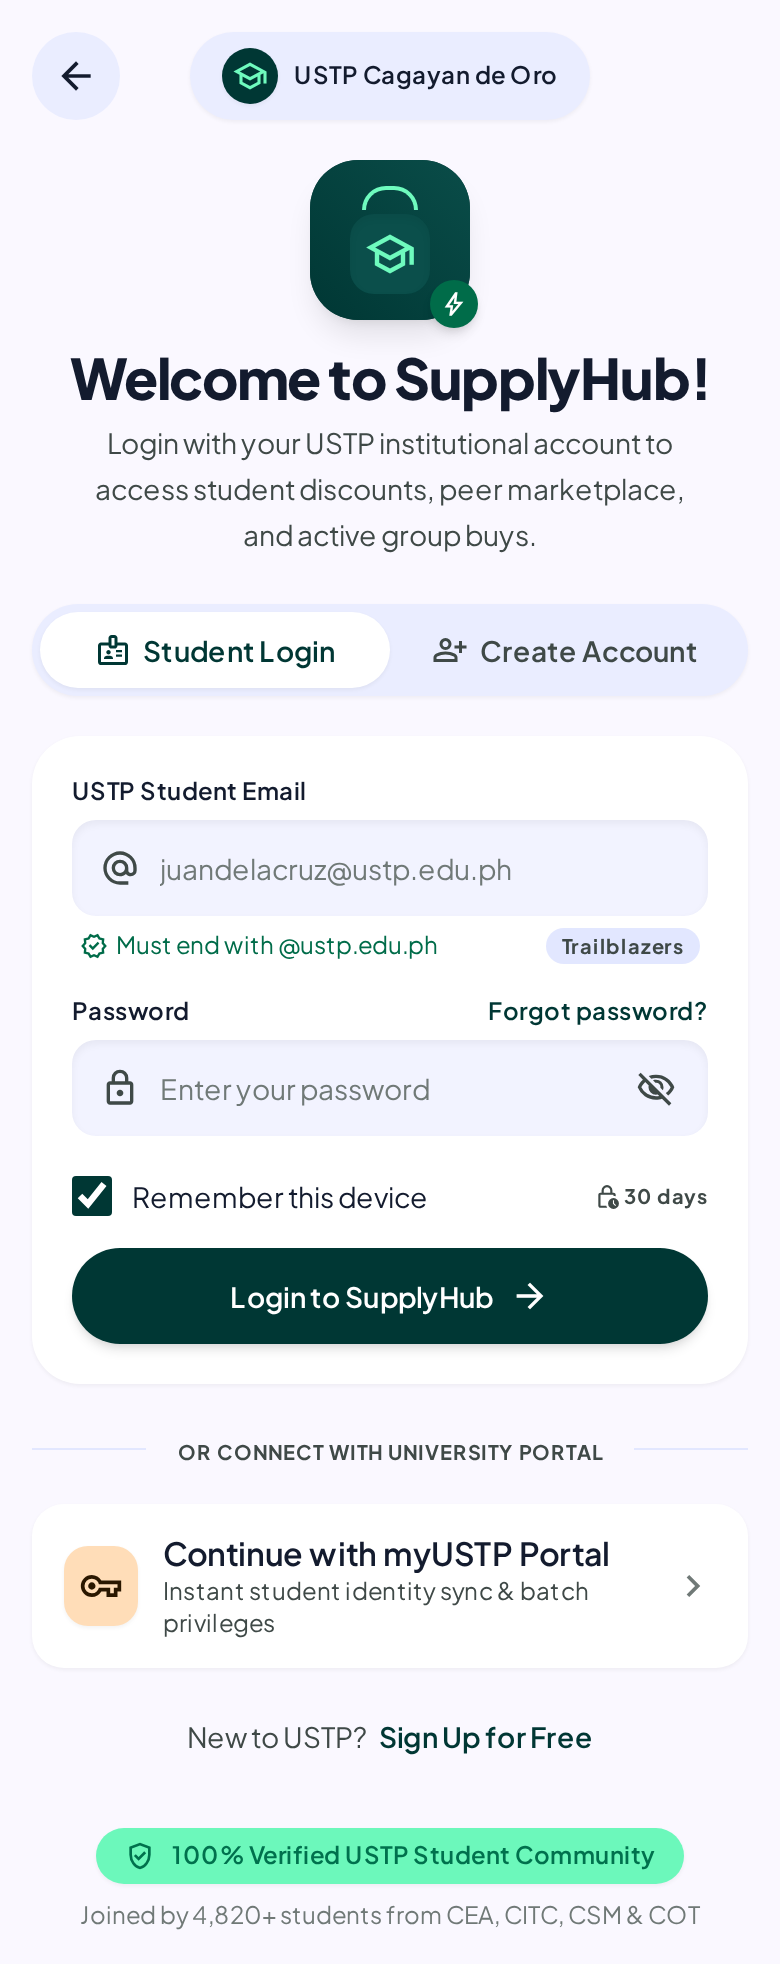 USTP Cagayan de Oro
Welcome to SupplyHub!
Login with your USTP institutional account to
access student discounts, peer marketplace,
and active group buys.
Student Login
Create Account
USTP Student Email
juandelacruz@ustp.edu.ph
Must end with @ustp.edu.ph
Trailblazers
Password
Forgot password?
Enter your password
Remember this device
30 days
Login to SupplyHub
OR CONNECT WITH UNIVERSITY PORTAL
Continue with myUSTP Portal
Instant student identity sync & batch
privileges
New to USTP? Sign Up for Free
100% Verified USTP Student Community
Joined by 4,820+ students from CEA, CITC, CSM & COT